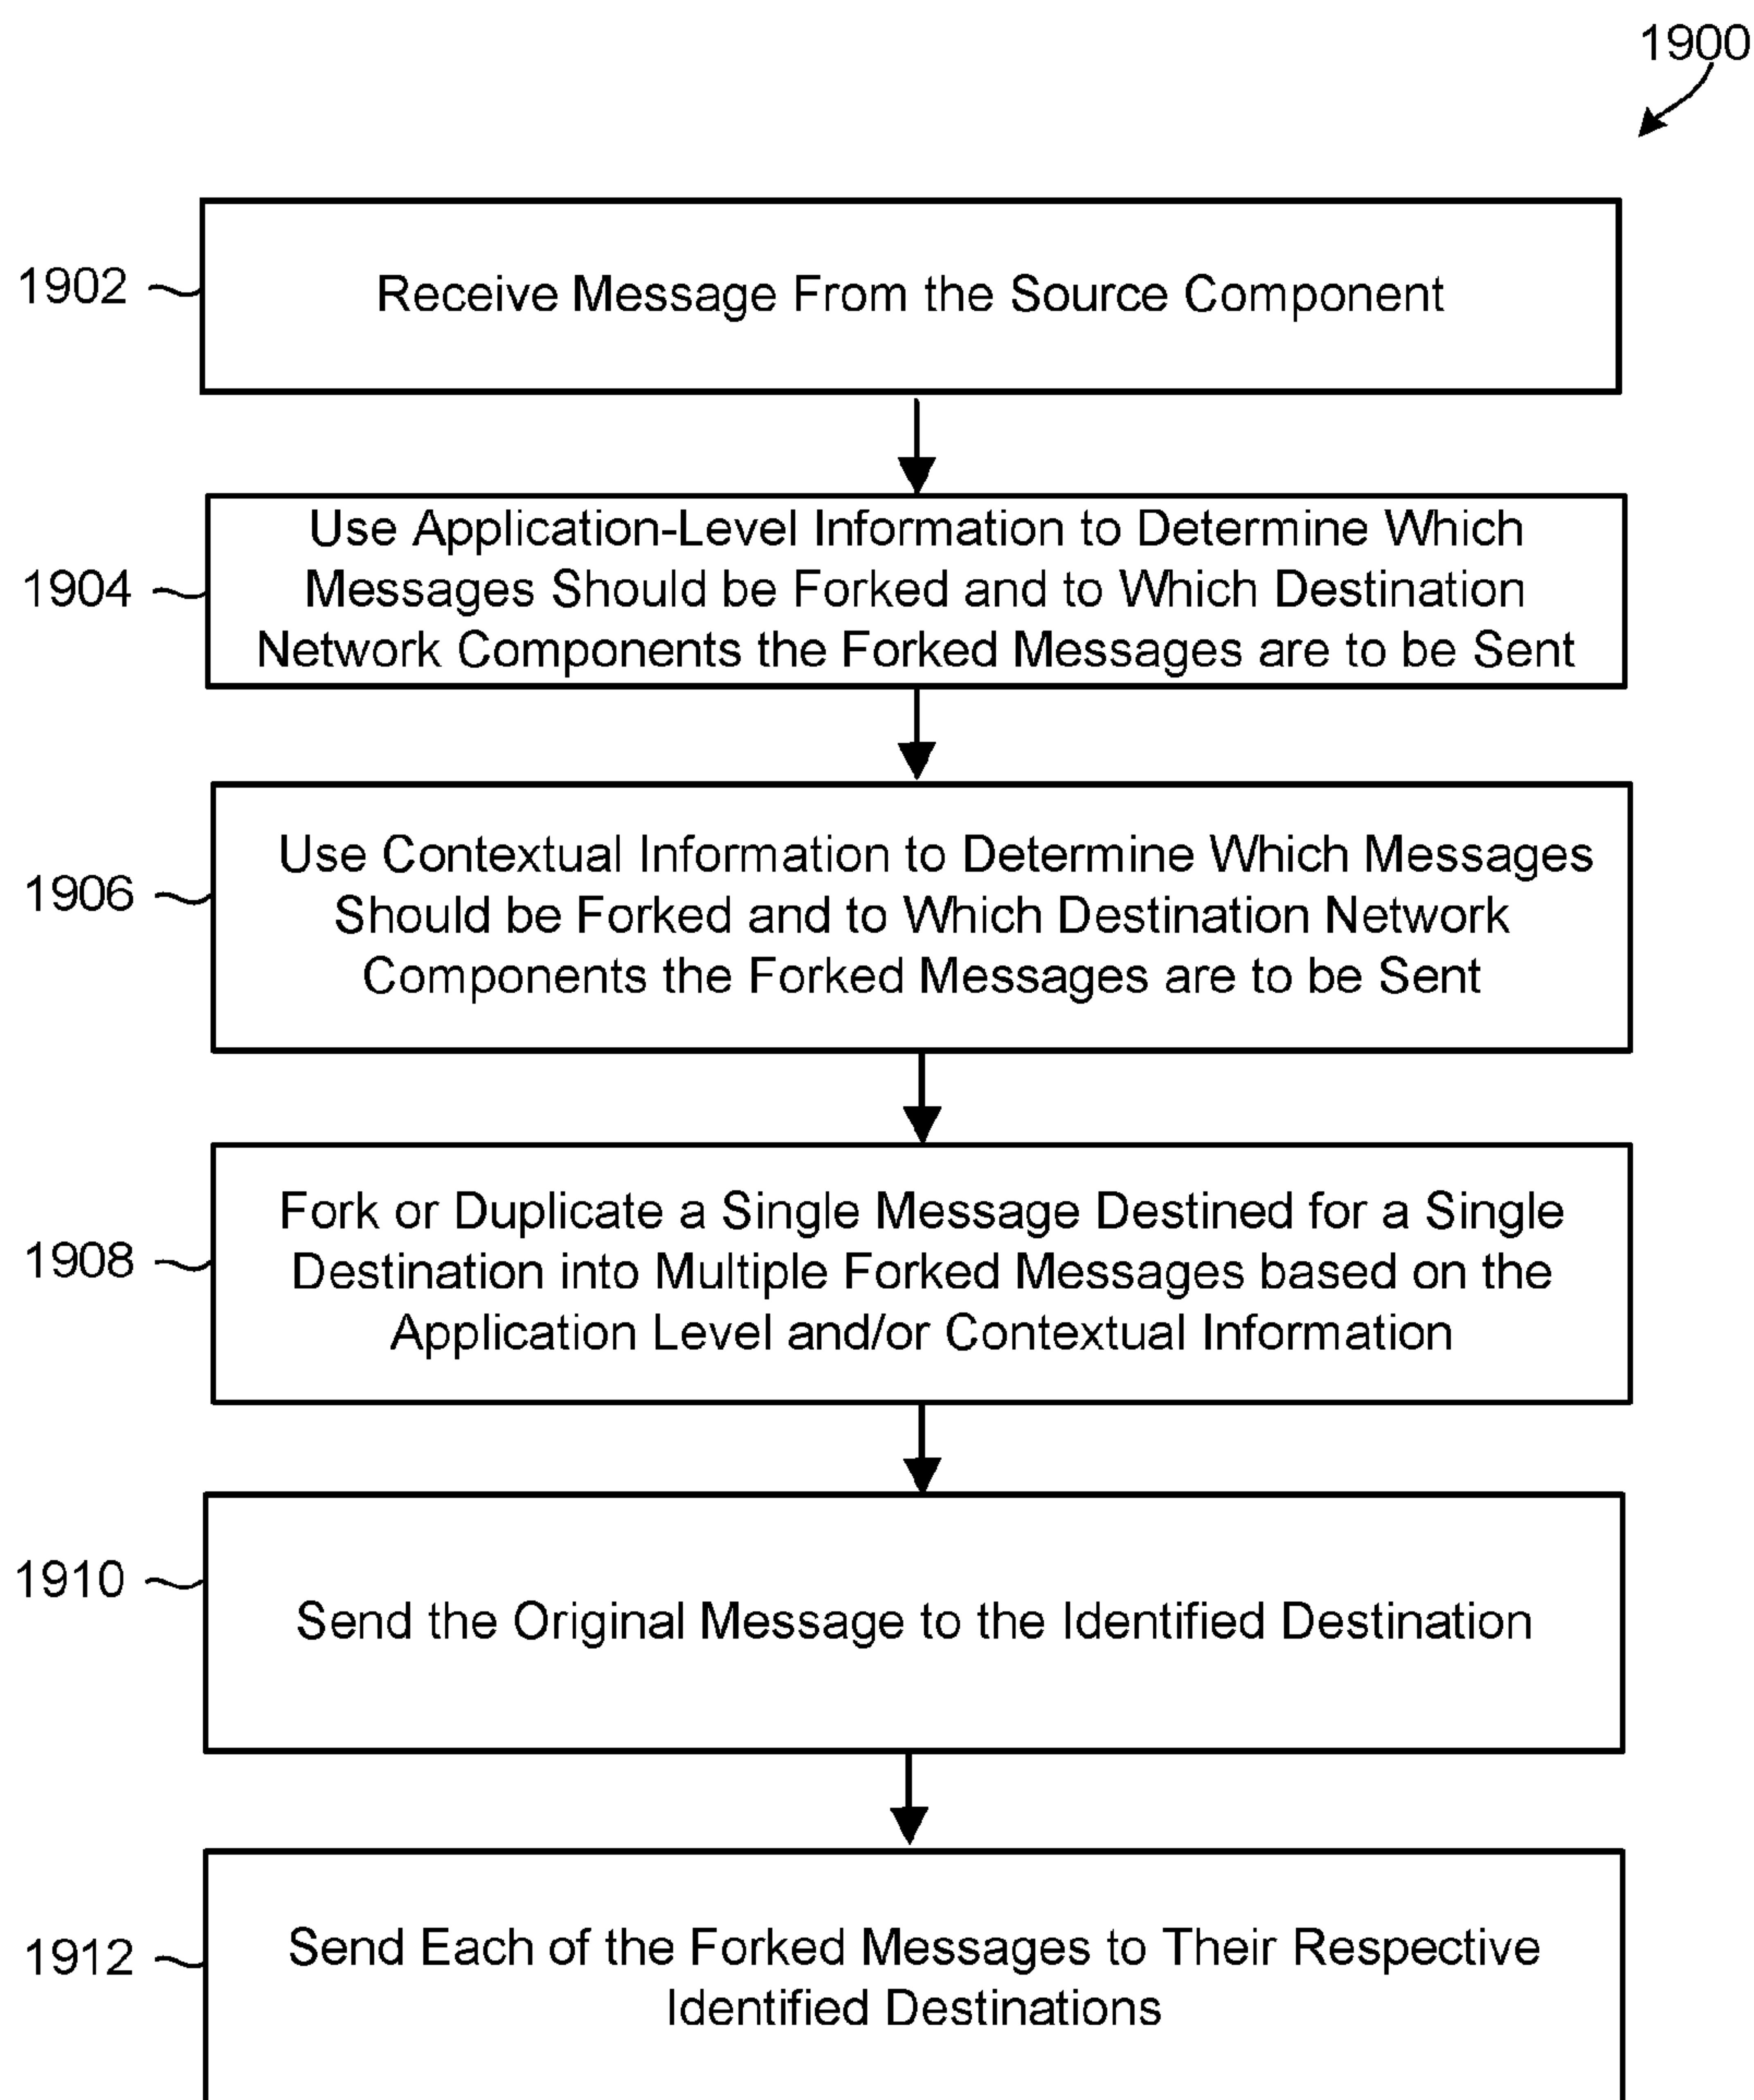 1900
1902
Receive Message From the Source Component
1904
Use Application-Level Information to Determine Which
Messages Should be Forked and to Which Destination
Network Components the Forked Messages are to be Sent
1906
Use Contextual Information to Determine Which Messages
Should be Forked and to Which Destination Network
Components the Forked Messages are to be Sent
1908
Fork or Duplicate a Single Message Destined for a Single
Destination into Multiple Forked Messages based on the
Application Level and/or Contextual Information
1910
Send the Original Message to the Identified Destination
1912
Send Each of the Forked Messages to Their Respective
Identified Destinations